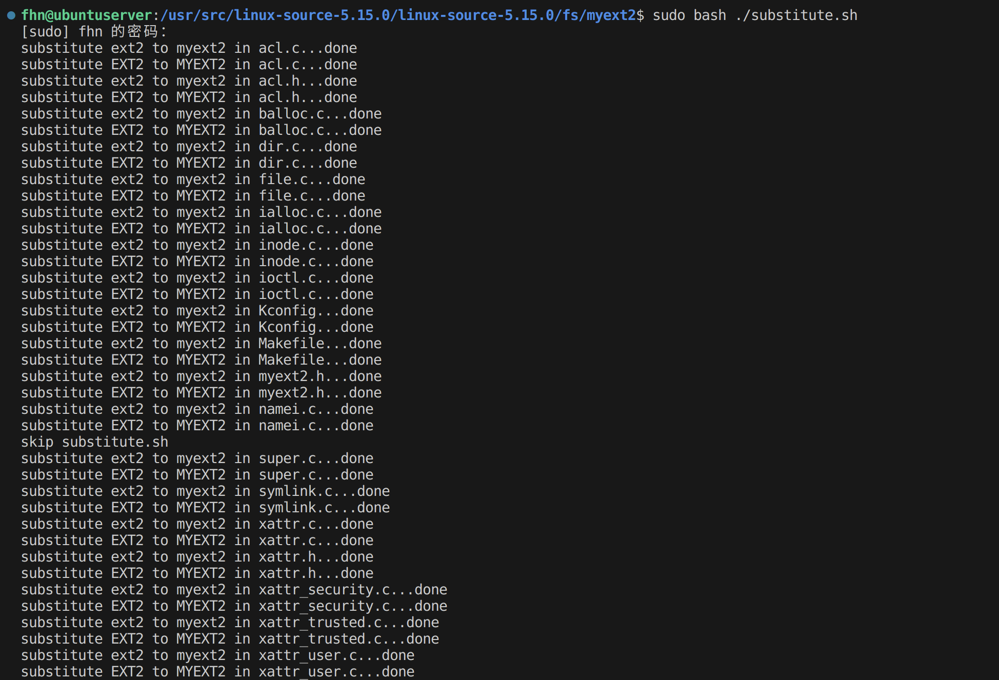 fhn@ubuntuserver:/usr/src/linux-source-5.15.0/linux-source-5.15.0/fs/myext2$ sudo bash ./substitute.sh
[sudo] fhn 的密码：
substitute ext2 to myext2 in acl.c...done
substitute EXT2 to MYEXT2 in acl.c...done
substitute ext2 to myext2 in acl.h...done
substitute EXT2 to MYEXT2 in acl.h...done
substitute ext2 to myext2 in balloc.c...done
substitute EXT2 to MYEXT2 in balloc.c...done
substitute ext2 to myext2 in dir.c...done
substitute EXT2 to MYEXT2 in dir.c...done
substitute ext2 to myext2 in file.c...done
substitute EXT2 to MYEXT2 in file.c...done
substitute ext2 to myext2 in ialloc.c...done
substitute EXT2 to MYEXT2 in ialloc.c...done
substitute ext2 to myext2 in inode.c...done
substitute EXT2 to MYEXT2 in inode.c...done
substitute ext2 to myext2 in ioctl.c...done
substitute EXT2 to MYEXT2 in ioctl.c...done
substitute ext2 to myext2 in Kconfig...done
substitute EXT2 to MYEXT2 in Kconfig...done
substitute ext2 to myext2 in Makefile...done
substitute EXT2 to MYEXT2 in Makefile...done
substitute ext2 to myext2 in myext2.h...done
substitute EXT2 to MYEXT2 in myext2.h...done
substitute ext2 to myext2 in namei.c...done
substitute EXT2 to MYEXT2 in namei.c...done
skip substitute.sh
substitute ext2 to myext2 in super.c...done
substitute EXT2 to MYEXT2 in super.c...done
substitute ext2 to myext2 in symlink.c...done
substitute EXT2 to MYEXT2 in symlink.c...done
substitute ext2 to myext2 in xattr.c...done
substitute EXT2 to MYEXT2 in xattr.c...done
substitute ext2 to myext2 in xattr.h...done
substitute EXT2 to MYEXT2 in xattr.h...done
substitute ext2 to myext2 in xattr_security.c...done
substitute EXT2 to MYEXT2 in xattr_security.c...done
substitute ext2 to myext2 in xattr_trusted.c...done
substitute EXT2 to MYEXT2 in xattr_trusted.c...done
substitute ext2 to myext2 in xattr_user.c...done
substitute EXT2 to MYEXT2 in xattr_user.c...done